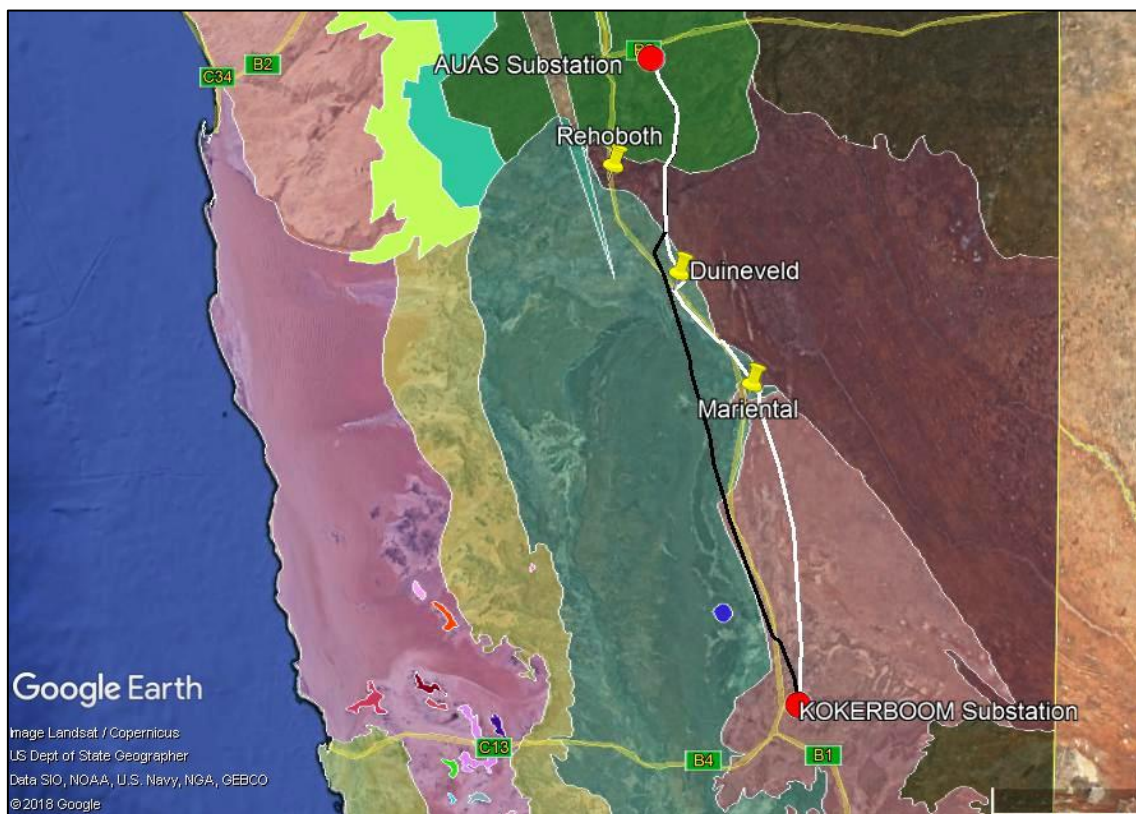 B2
C34
B6
AUAS Substation
Rehoboth
Duineveld
Mariental
KOKERBOOM Substation
C13
B4
B1
Google Earth
Image Landsat / Copernicus
US Dept of State Geographer
Data SIO, NOAA, U.S. Navy, NGA, GEBCO
© 2018 Google